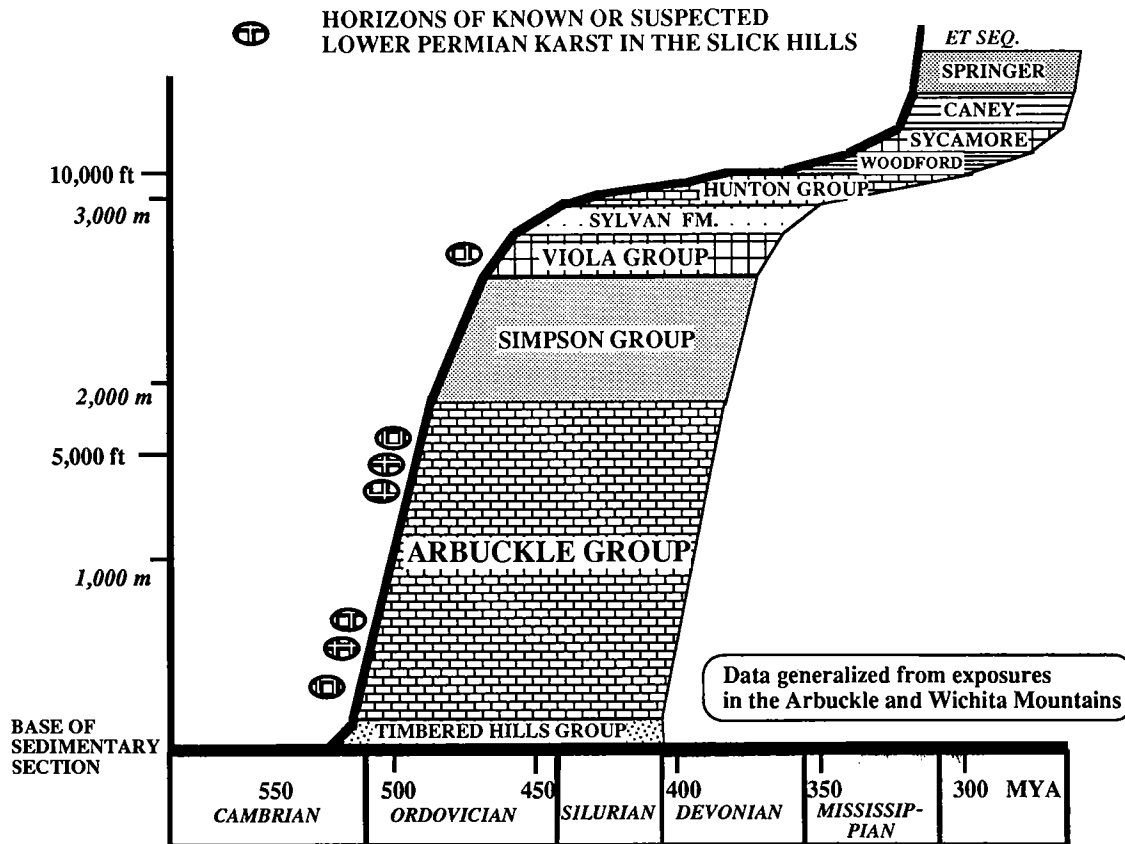 HORIZONS OF KNOWN OR SUSPECTED
LOWER PERMIAN KARST IN THE SLICK HILLS
ET SEQ.
SPRINGER
CANEY
SYCAMORE
WOODFORD
10,000 ft
HUNTON GROUP
3,000 m
SYLVAN FM.
VIOLA GROUP
SIMPSON GROUP
2,000 m
5,000 ft
ARBUCKLE GROUP
1,000 m
Data generalized from exposures
in the Arbuckle and Wichita Mountains
TIMBERED HILLS GROUP
BASE OF
SEDIMENTARY
SECTION
550 500 450 400 350 300 MYA
CAMBRIAN ORDOVICIAN SILURIAN DEVONIAN MISSISSIP-
PIAN